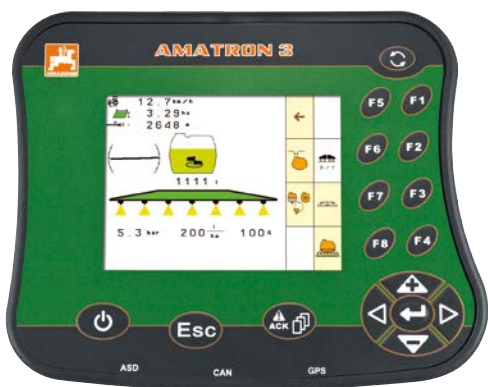 AMATRON 3
12.7 km/h
3.29 ha
2648 m
1111 l
5.3 bar 200 l/ha 100%
0/I
F5 F1
F6 F2
F7 F3
F8 F4
Esc
ACK
ASD CAN GPS